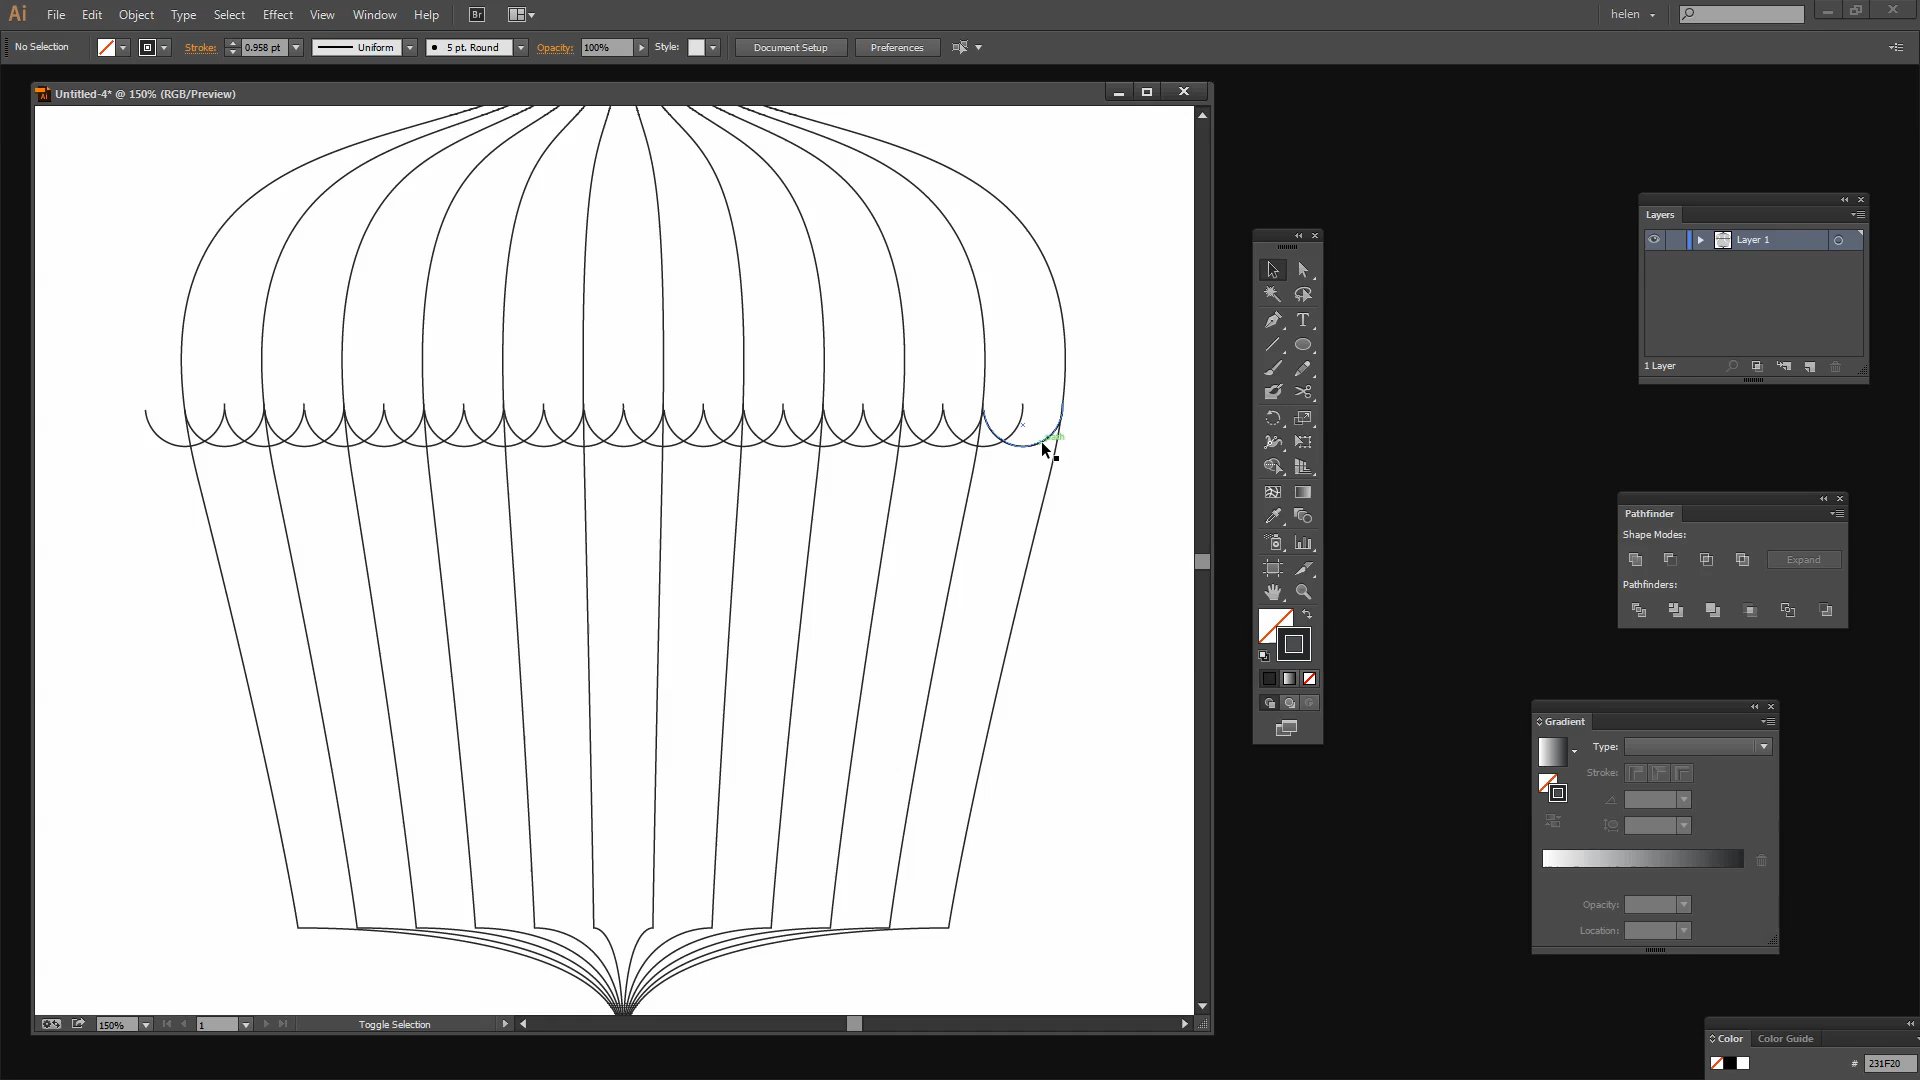 Ai File Edit Object Type Select Effect View Window Help Br helen
No Selection Stroke: 0.958 pt Uniform 5 pt. Round Opacity: 100% Style: Document Setup Preferences
Untitled-4* @ 150% (RGB/Preview)
Layers
Layer 1
1 Layer
path
T
Pathfinder
Shape Modes:
Expand
Pathfinders:
Gradient
Type:
Stroke:
Opacity:
Location:
150% 1 Toggle Selection
Color Color Guide
# 231F20